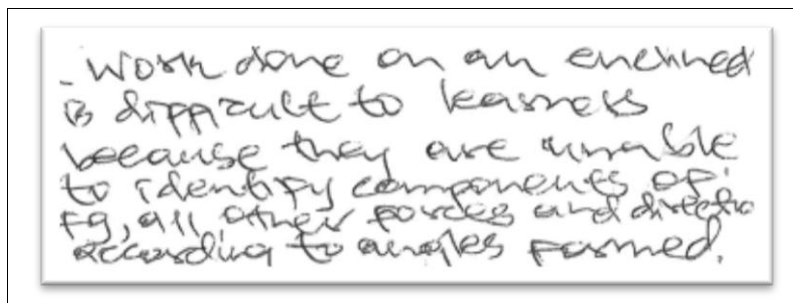 - Work done on an enclined
is difficult to learners
because they are unable
to identify components of
Fg, all other forces and directio
according to angles formed.